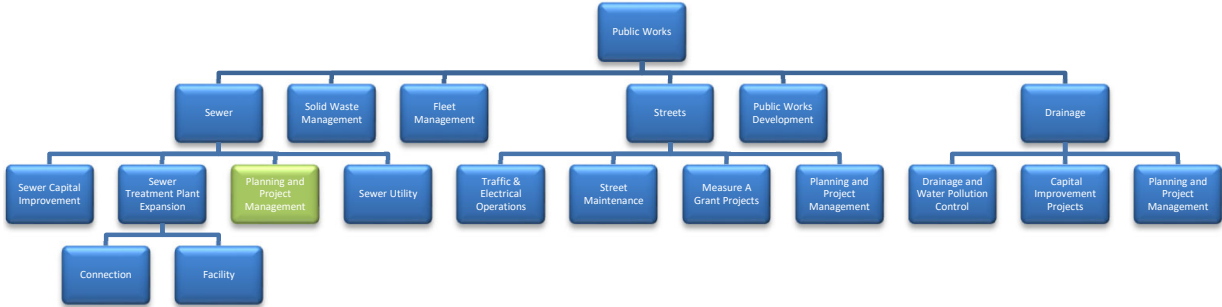 Public Works
Sewer
Solid Waste
Management
Fleet
Management
Streets
Public Works
Development
Drainage
Sewer Capital
Improvement
Sewer
Treatment Plant
Expansion
Planning and
Project
Management
Sewer Utility
Traffic &
Electrical
Operations
Street
Maintenance
Measure A
Grant Projects
Planning and
Project
Management
Drainage and
Water Pollution
Control
Capital
Improvement
Projects
Planning and
Project
Management
Connection
Facility